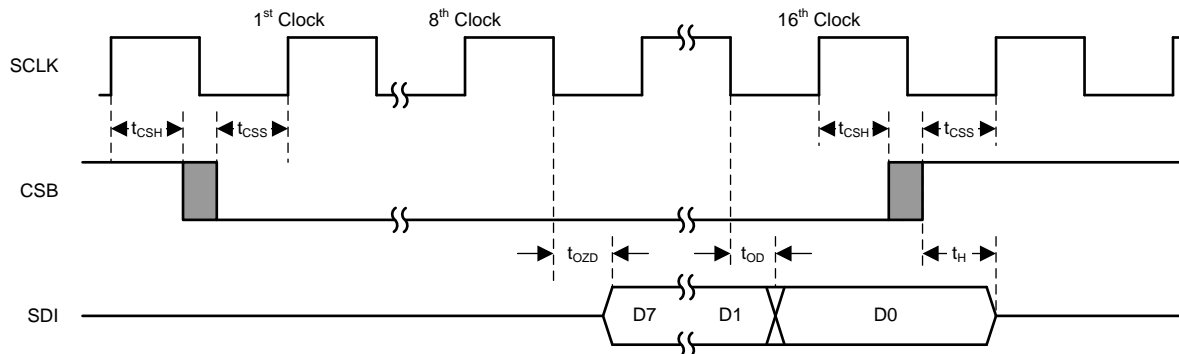 1st Clock 8th Clock 16th Clock
SCLK
tCSH tCSS tCSH tCSS
CSB
tOZD tOD tH
SDI D7 D1 D0